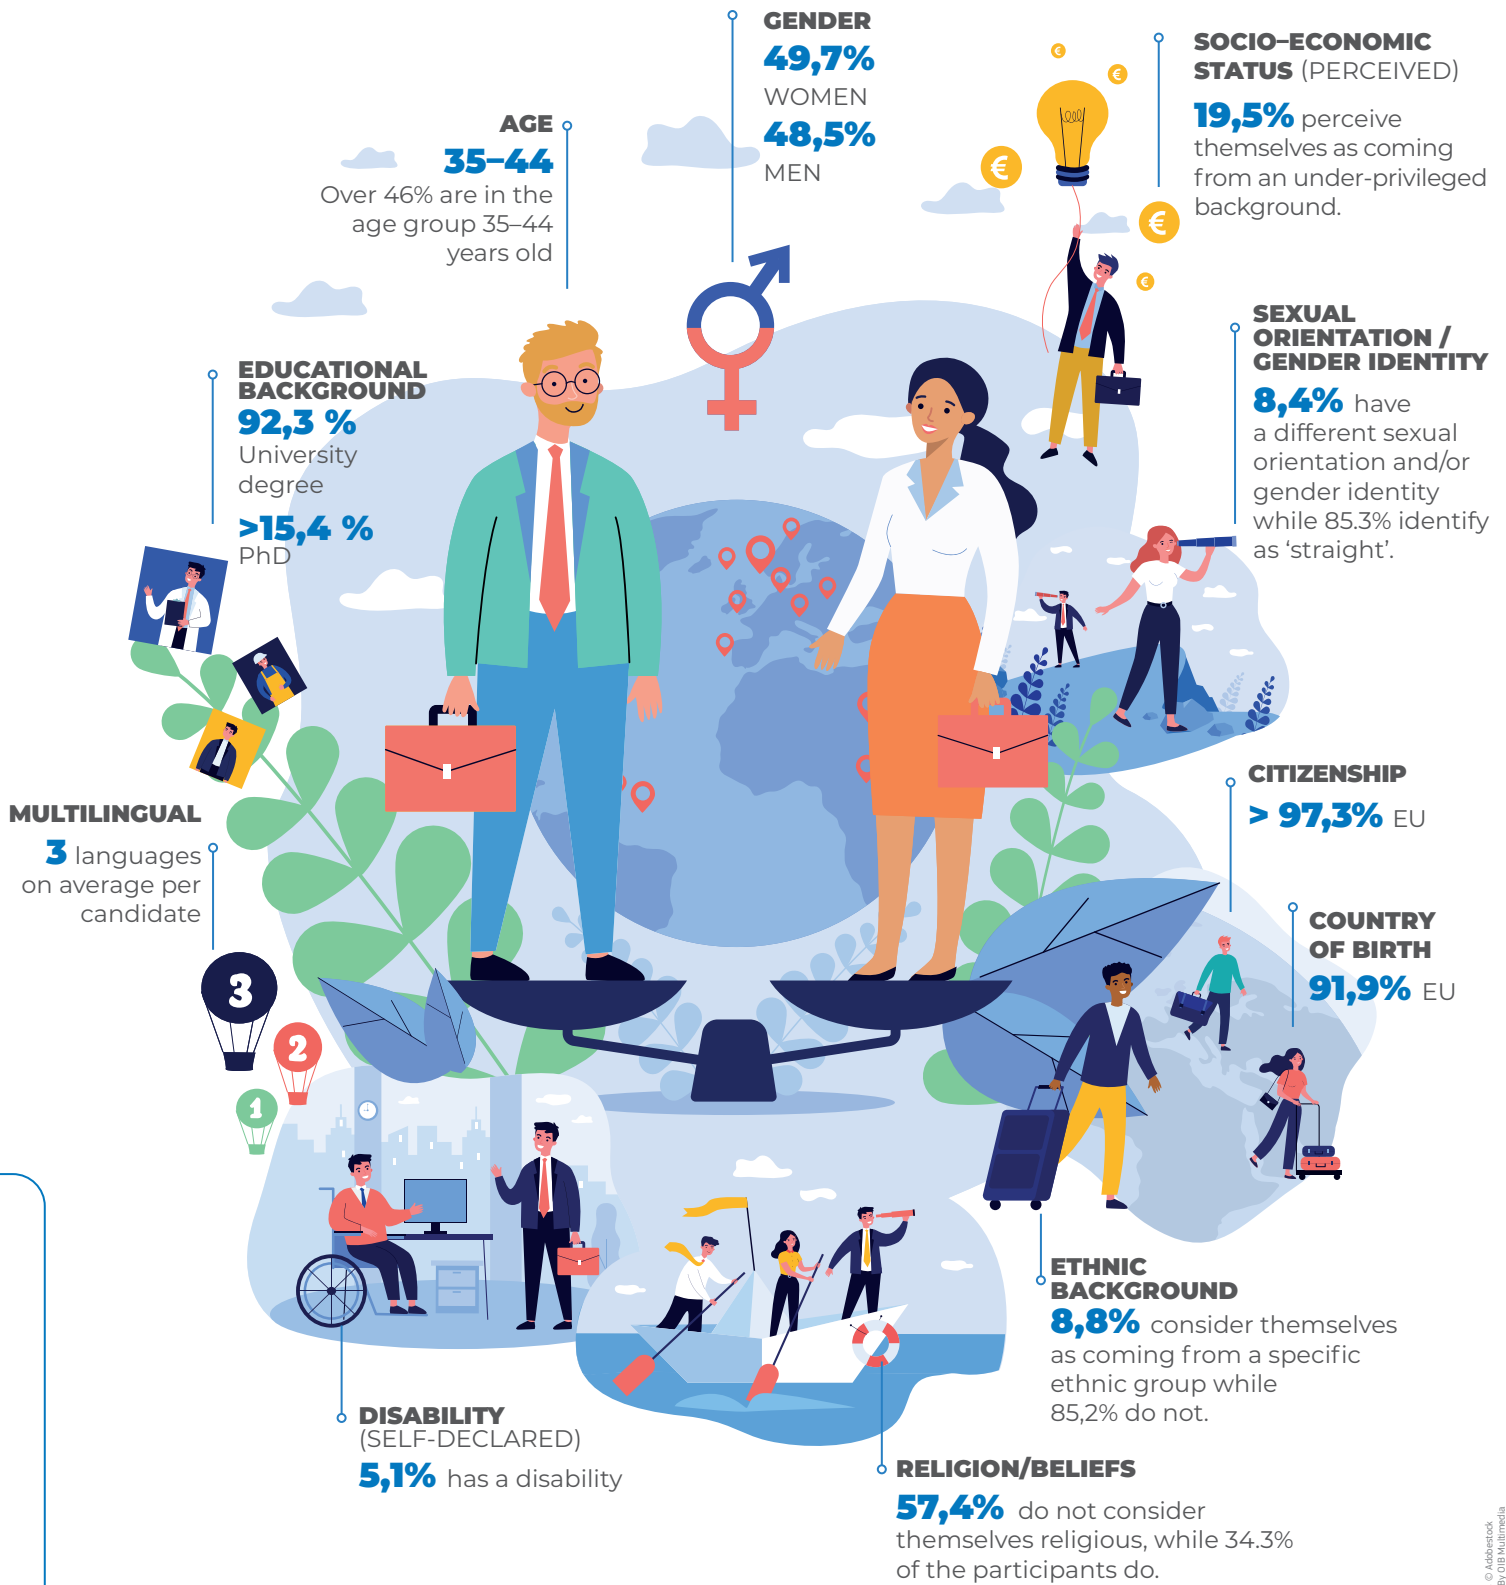 GENDER
49,7%
WOMEN
48,5%
MEN
SOCIO–ECONOMIC
STATUS (PERCEIVED)
19,5% perceive
themselves as coming
from an under-privileged
background.
AGE
35–44
Over 46% are in the
age group 35–44
years old
SEXUAL
ORIENTATION /
GENDER IDENTITY
8,4% have
a different sexual
orientation and/or
gender identity
while 85.3% identify
as ‘straight’.
EDUCATIONAL
BACKGROUND
92,3 %
University
degree
>15,4 %
PhD
€
€
€
€
€
MULTILINGUAL
3 languages
on average per
candidate
3
2
1
CITIZENSHIP
> 97,3% EU
COUNTRY
OF BIRTH
91,9% EU
ETHNIC
BACKGROUND
8,8% consider themselves
as coming from a specific
ethnic group while
85,2% do not.
DISABILITY
(SELF-DECLARED)
5,1% has a disability
RELIGION/BELIEFS
57,4% do not consider
themselves religious, while 34.3%
of the participants do.
© Adobestock
By OIB Multimedia